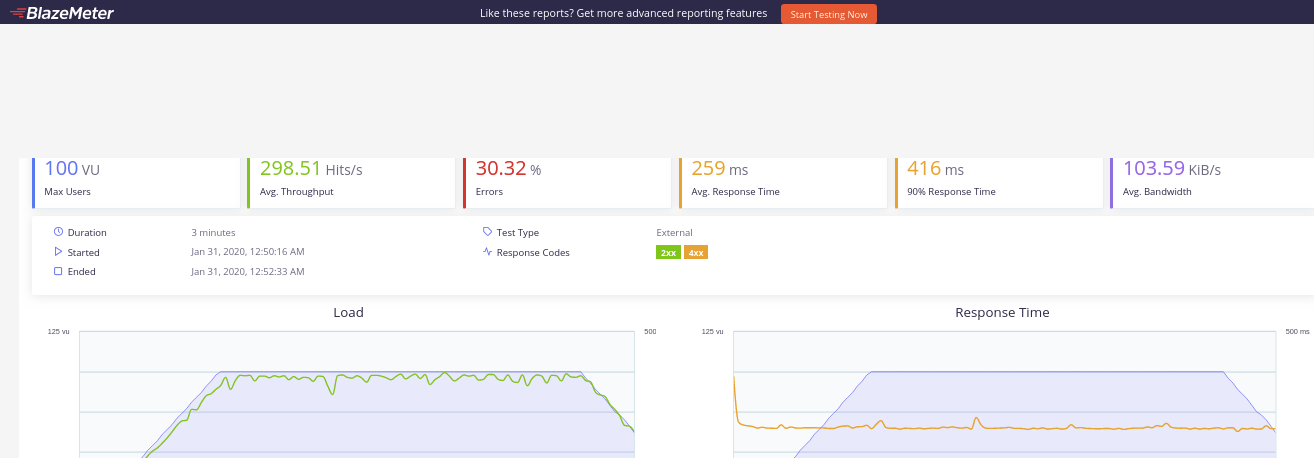 BlazeMeter
Like these reports? Get more advanced reporting features
Start Testing Now
100 VU
Max Users
298.51 Hits/s
Avg. Throughput
30.32 %
Errors
259 ms
Avg. Response Time
416 ms
90% Response Time
103.59 KiB/s
Avg. Bandwidth
Duration 3 minutes
Started Jan 31, 2020, 12:50:16 AM
Ended Jan 31, 2020, 12:52:33 AM
Test Type External
Response Codes 2xx 4xx
Load
125 vu 500
Response Time
125 vu 500 ms